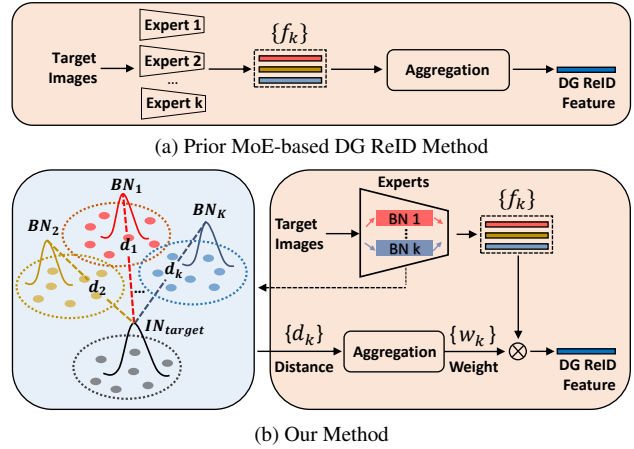 Target
Images
Expert 1
Expert 2
...
Expert k
{f_k}
Aggregation
DG ReID
Feature
(a) Prior MoE-based DG ReID Method
BN_1
BN_2
BN_K
d_1
d_2
d_k
...
IN_target
Experts
Target
Images
BN 1
BN k
{f_k}
{d_k}
Distance
Aggregation
{w_k}
Weight
DG ReID
Feature
(b) Our Method